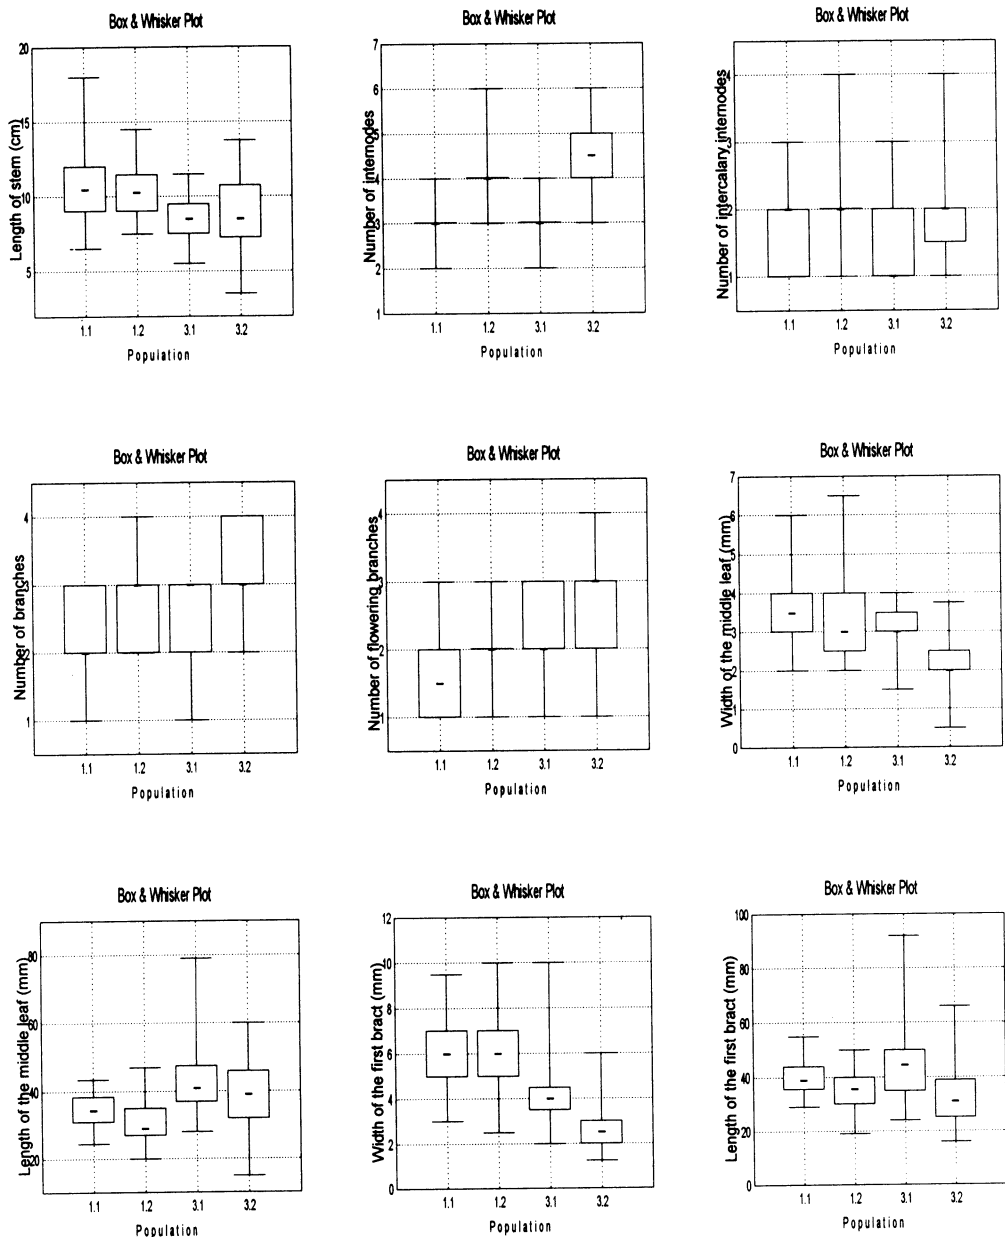 Box & Whisker Plot
Length of stem (cm)
20
15
10
5
1.1 1.2 3.1 3.2
Population
Box & Whisker Plot
Number of internodes
7
6
5
4
3
2
1
1.1 1.2 3.1 3.2
Population
Box & Whisker Plot
Number of intercalary internodes
4
3
2
1
1.1 1.2 3.1 3.2
Population
Box & Whisker Plot
Number of branches
4
3
2
1
1.1 1.2 3.1 3.2
Population
Box & Whisker Plot
Number of flowering branches
4
3
2
1
1.1 1.2 3.1 3.2
Population
Box & Whisker Plot
Width of the middle leaf (mm)
7
6
5
4
3
2
1
0
1.1 1.2 3.1 3.2
Population
Box & Whisker Plot
Length of the middle leaf (mm)
80
60
40
20
1.1 1.2 3.1 3.2
Population
Box & Whisker Plot
Width of the first bract (mm)
12
10
8
6
4
2
0
1.1 1.2 3.1 3.2
Population
Box & Whisker Plot
Length of the first bract (mm)
100
80
60
40
20
0
1.1 1.2 3.1 3.2
Population